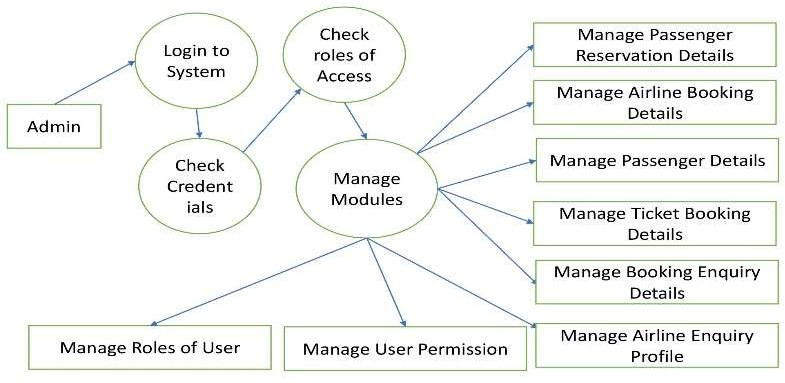 Admin
Login to
System
Check
Credent
ials
Check
roles of
Access
Manage
Modules
Manage Passenger
Reservation Details
Manage Airline Booking
Details
Manage Passenger Details
Manage Ticket Booking
Details
Manage Booking Enquiry
Details
Manage Airline Enquiry
Profile
Manage User Permission
Manage Roles of User